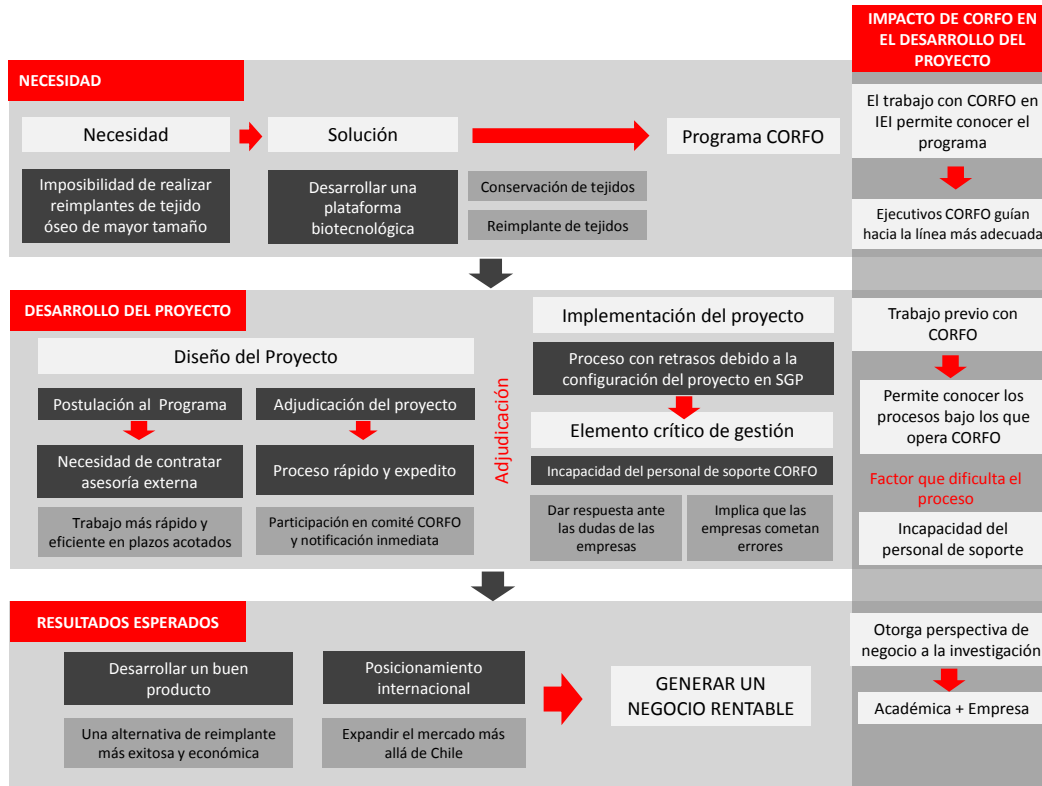 IMPACTO DE CORFO EN
EL DESARROLLO DEL
PROYECTO
NECESIDAD
Necesidad
Solución
Programa CORFO
Imposibilidad de realizar
reimplantes de tejido
óseo de mayor tamaño
Desarrollar una
plataforma
biotecnológica
Conservación de tejidos
Reimplante de tejidos
El trabajo con CORFO en
IEI permite conocer el
programa
Ejecutivos CORFO guían
hacia la línea más adecuada
DESARROLLO DEL PROYECTO
Diseño del Proyecto
Postulación al Programa
Adjudicación del proyecto
Necesidad de contratar
asesoría externa
Proceso rápido y expedito
Trabajo más rápido y
eficiente en plazos acotados
Participación en comité CORFO
y notificación inmediata
Adjudicación
Implementación del proyecto
Proceso con retrasos debido a la
configuración del proyecto en SGP
Elemento crítico de gestión
Incapacidad del personal de soporte CORFO
Dar respuesta ante
las dudas de las
empresas
Implica que las
empresas cometan
errores
Trabajo previo con
CORFO
Permite conocer los
procesos bajo los que
opera CORFO
Factor que dificulta el
proceso
Incapacidad del
personal de soporte
RESULTADOS ESPERADOS
Desarrollar un buen
producto
Posicionamiento
internacional
Una alternativa de reimplante
más exitosa y económica
Expandir el mercado más
allá de Chile
GENERAR UN
NEGOCIO RENTABLE
Otorga perspectiva de
negocio a la investigación
Académica + Empresa